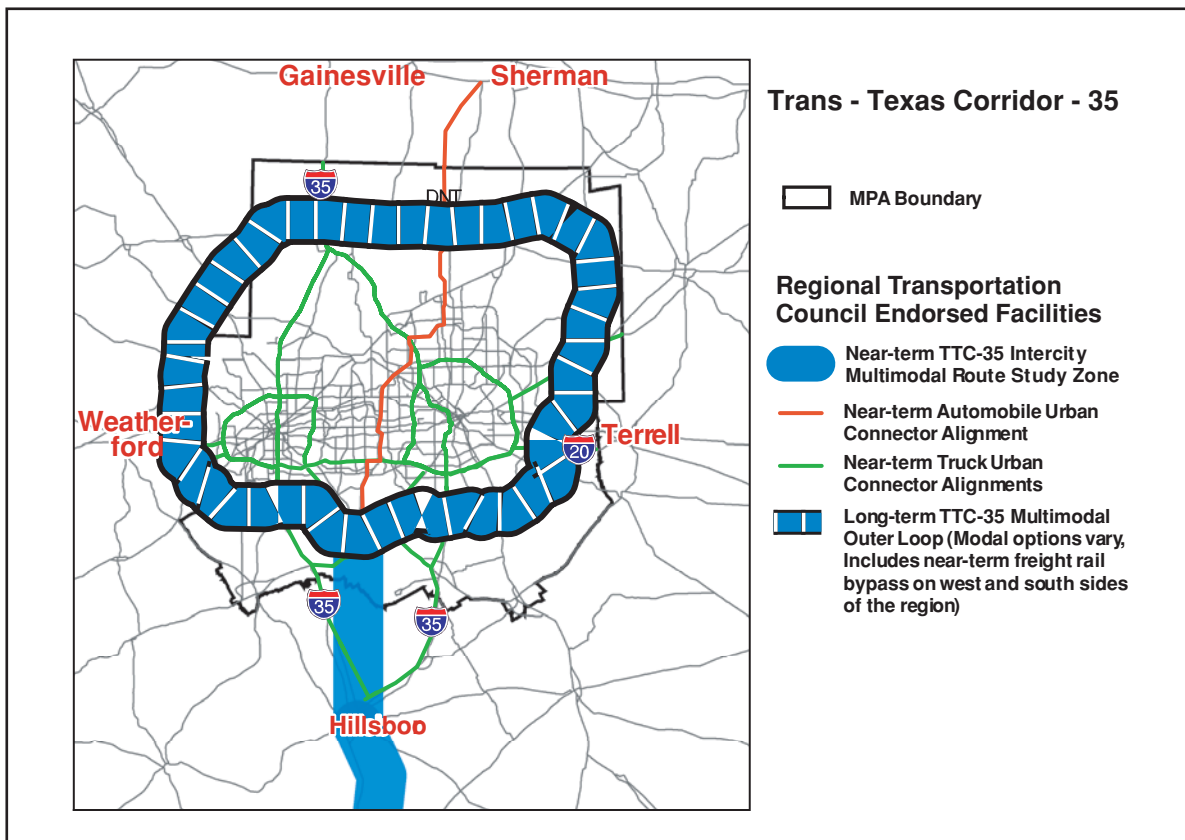 Gainesville
Sherman
35
DNT
Weather-
ford
Terrell
20
35
35
Hillsboro
Trans - Texas Corridor - 35
MPA Boundary
Regional Transportation
Council Endorsed Facilities
Near-term TTC-35 Intercity
Multimodal Route Study Zone
Near-term Automobile Urban
Connector Alignment
Near-term Truck Urban
Connector Alignments
Long-term TTC-35 Multimodal
Outer Loop (Modal options vary,
Includes near-term freight rail
bypass on west and south sides
of the region)